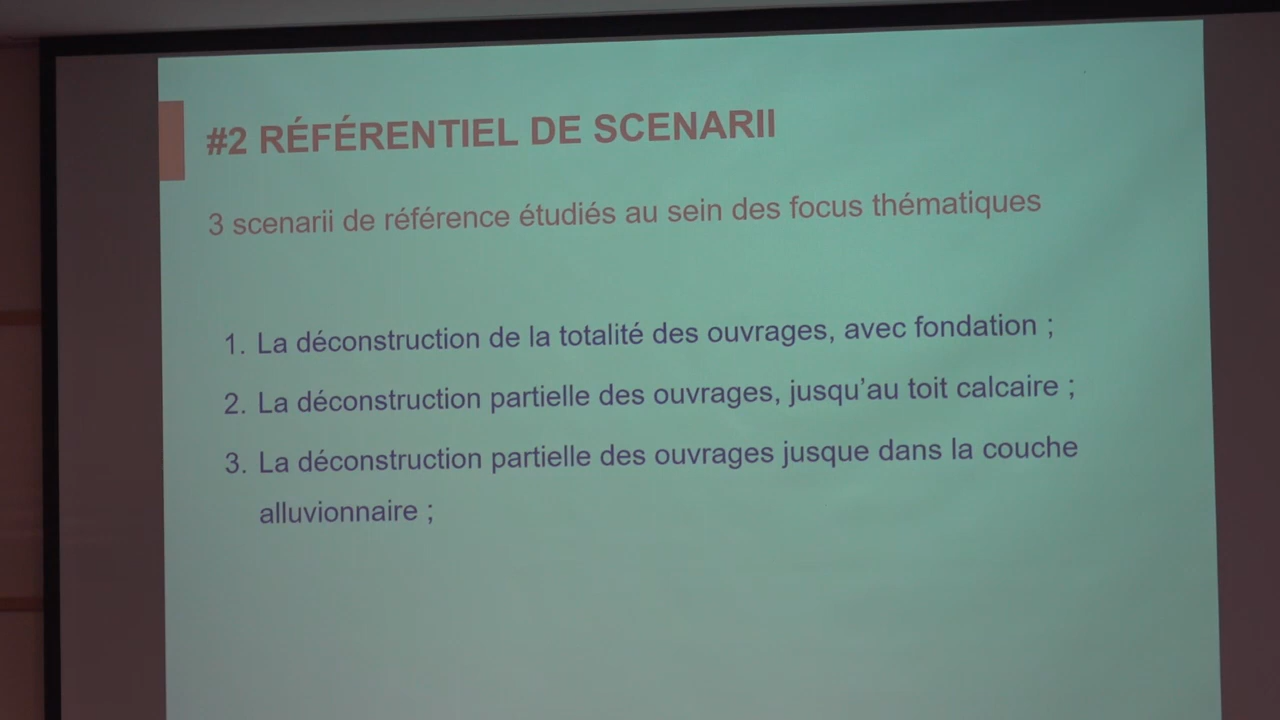 #2 RÉFÉRENTIEL DE SCENARII
3 scenarii de référence étudiés au sein des focus thématiques
1. La déconstruction de la totalité des ouvrages, avec fondation ;
2. La déconstruction partielle des ouvrages, jusqu’au toit calcaire ;
3. La déconstruction partielle des ouvrages jusque dans la couche
alluvionnaire ;